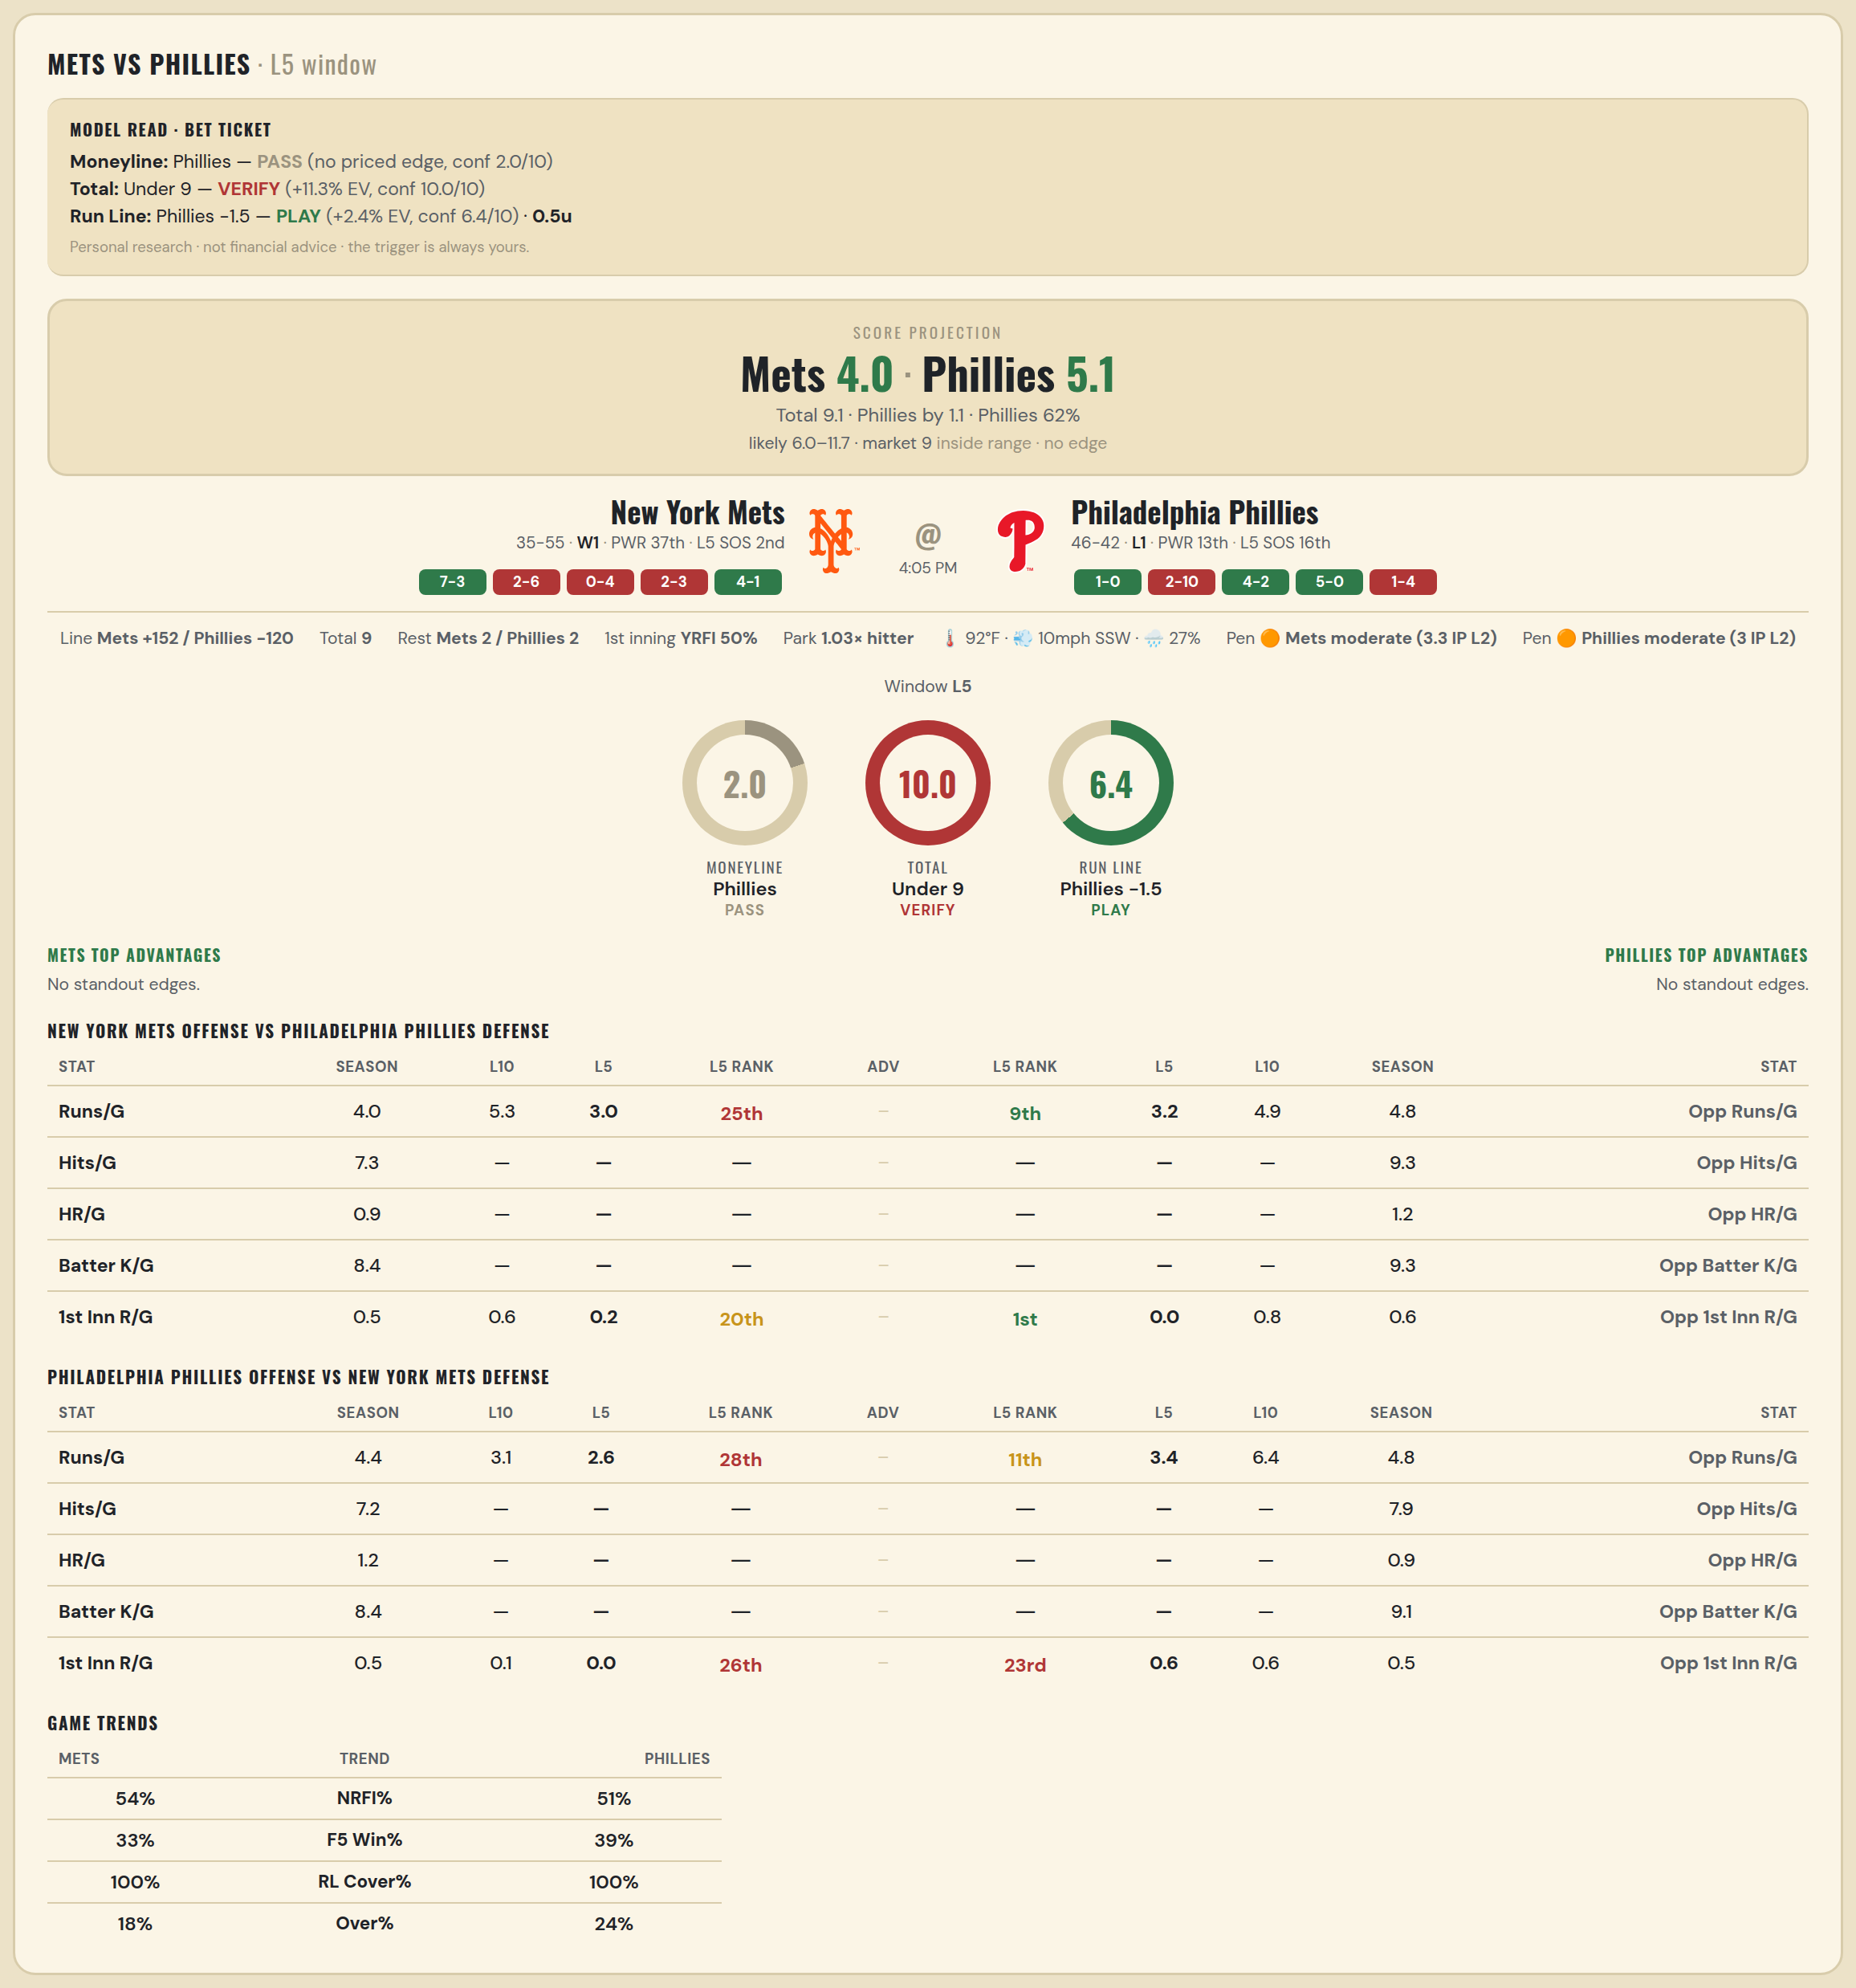 METS VS PHILLIES · L5 window
MODEL READ · BET TICKET
Moneyline: Phillies — PASS (no priced edge, conf 2.0/10)
Total: Under 9 — VERIFY (+11.3% EV, conf 10.0/10)
Run Line: Phillies -1.5 — PLAY (+2.4% EV, conf 6.4/10) · 0.5u
Personal research · not financial advice · the trigger is always yours.
SCORE PROJECTION
Mets 4.0 · Phillies 5.1
Total 9.1 · Phillies by 1.1 · Phillies 62%
likely 6.0–11.7 · market 9 inside range · no edge
New York Mets
35-55 · W1 · PWR 37th · L5 SOS 2nd
7-3 2-6 0-4 2-3 4-1
NY ™
@
4:05 PM
P ™
Philadelphia Phillies
46-42 · L1 · PWR 13th · L5 SOS 16th
1-0 2-10 4-2 5-0 1-4
Line Mets +152 / Phillies -120 Total 9 Rest Mets 2 / Phillies 2 1st inning YRFI 50% Park 1.03× hitter 🌡️ 92°F · 💨 10mph SSW · 🌧️ 27% Pen 🟠 Mets moderate (3.3 IP L2) Pen 🟠 Phillies moderate (3 IP L2)
Window L5
2.0 10.0 6.4
MONEYLINE TOTAL RUN LINE
Phillies Under 9 Phillies -1.5
PASS VERIFY PLAY
METS TOP ADVANTAGES PHILLIES TOP ADVANTAGES
No standout edges. No standout edges.
NEW YORK METS OFFENSE VS PHILADELPHIA PHILLIES DEFENSE
STAT SEASON L10 L5 L5 RANK ADV L5 RANK L5 L10 SEASON STAT
Runs/G 4.0 5.3 3.0 25th – 9th 3.2 4.9 4.8 Opp Runs/G
Hits/G 7.3 — — — – — — — 9.3 Opp Hits/G
HR/G 0.9 — — — – — — — 1.2 Opp HR/G
Batter K/G 8.4 — — — – — — — 9.3 Opp Batter K/G
1st Inn R/G 0.5 0.6 0.2 20th – 1st 0.0 0.8 0.6 Opp 1st Inn R/G
PHILADELPHIA PHILLIES OFFENSE VS NEW YORK METS DEFENSE
STAT SEASON L10 L5 L5 RANK ADV L5 RANK L5 L10 SEASON STAT
Runs/G 4.4 3.1 2.6 28th – 11th 3.4 6.4 4.8 Opp Runs/G
Hits/G 7.2 — — — – — — — 7.9 Opp Hits/G
HR/G 1.2 — — — – — — — 0.9 Opp HR/G
Batter K/G 8.4 — — — – — — — 9.1 Opp Batter K/G
1st Inn R/G 0.5 0.1 0.0 26th – 23rd 0.6 0.6 0.5 Opp 1st Inn R/G
GAME TRENDS
METS TREND PHILLIES
54% NRFI% 51%
33% F5 Win% 39%
100% RL Cover% 100%
18% Over% 24%